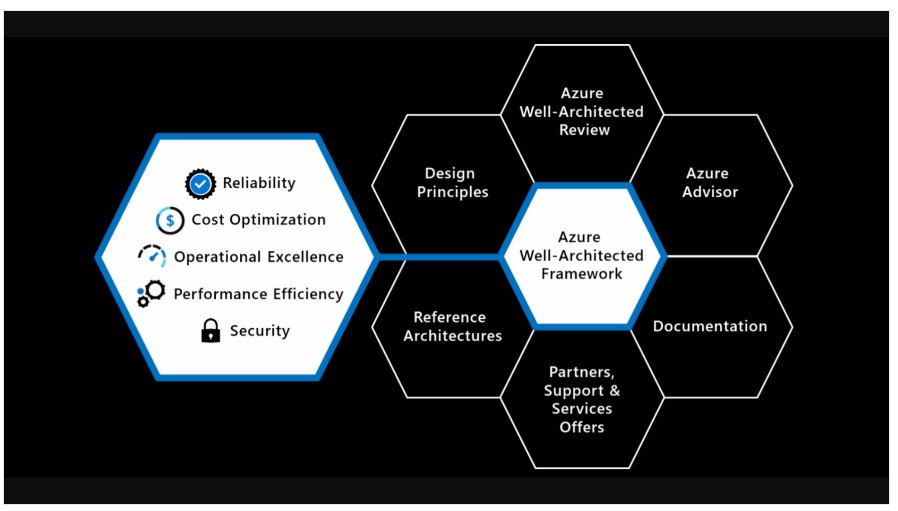 Reliability
$
Cost Optimization
Operational Excellence
Performance Efficiency
Security
Design
Principles
Reference
Architectures
Azure
Well-Architected
Review
Azure
Well-Architected
Framework
Partners,
Support &
Services
Offers
Azure
Advisor
Documentation